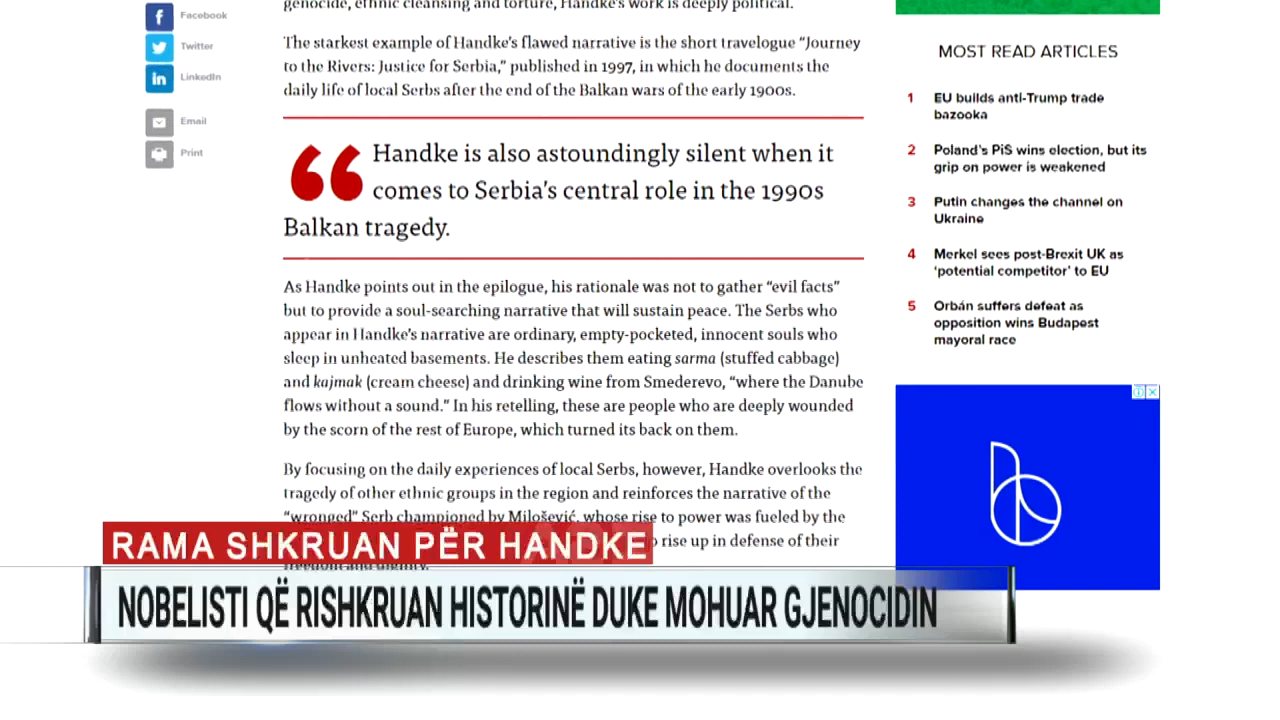 genocide, ethnic cleansing and torture, Handke's work is deeply political.
Facebook
Twitter
LinkedIn
Email
Print
The starkest example of Handke's flawed narrative is the short travelogue “Journey
to the Rivers: Justice for Serbia,” published in 1997, in which he documents the
daily life of local Serbs after the end of the Balkan wars of the early 1900s.
“Handke is also astoundingly silent when it
comes to Serbia's central role in the 1990s
Balkan tragedy.
As Handke points out in the epilogue, his rationale was not to gather “evil facts”
but to provide a soul-searching narrative that will sustain peace. The Serbs who
appear in Handke's narrative are ordinary, empty-pocketed, innocent souls who
sleep in unheated basements. He describes them eating sarma (stuffed cabbage)
and kajmak (cream cheese) and drinking wine from Smederevo, “where the Danube
flows without a sound.” In his retelling, these are people who are deeply wounded
by the scorn of the rest of Europe, which turned its back on them.
By focusing on the daily experiences of local Serbs, however, Handke overlooks the
tragedy of other ethnic groups in the region and reinforces the narrative of the
“wronged” Serb championed by Milošević, whose rise to power was fueled by the
rise up in defense of their
freedom and dignity.
MOST READ ARTICLES
1 EU builds anti-Trump trade
bazooka
2 Poland's PiS wins election, but its
grip on power is weakened
3 Putin changes the channel on
Ukraine
4 Merkel sees post-Brexit UK as
‘potential competitor’ to EU
5 Orbán suffers defeat as
opposition wins Budapest
mayoral race
RAMA SHKRUAN PËR HANDKE
NOBELISTI QË RISHKRUAN HISTORINË DUKE MOHUAR GJENOCIDIN